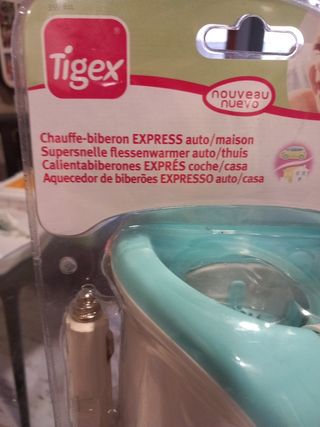 Tigex
nouveau
nuevo
Chauffe-biberon EXPRESS auto/maison
Supersnelle flessenwarmer auto/thuis
Calientabiberones EXPRÉS coche/casa
Aquecedor de biberões EXPRESSO auto/casa